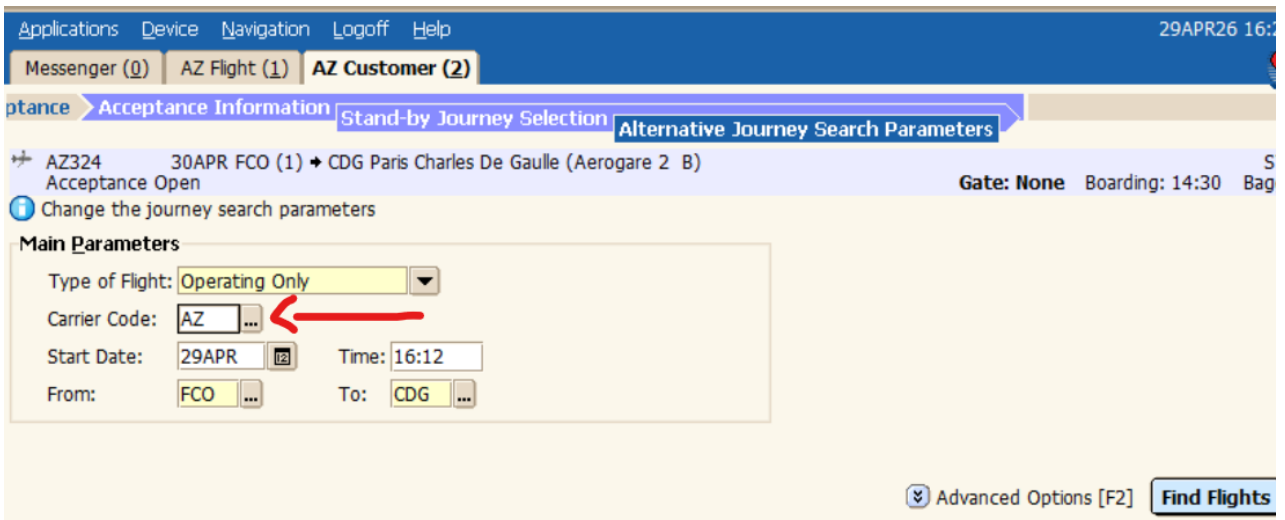 Applications Device Navigation Logoff Help 29APR26 16:2
Messenger (0) AZ Flight (1) AZ Customer (2)
ptance Acceptance Information Stand-by Journey Selection Alternative Journey Search Parameters
AZ324 30APR FCO (1) → CDG Paris Charles De Gaulle (Aerogare 2 B) S
Acceptance Open Gate: None Boarding: 14:30 Bag
Change the journey search parameters
Main Parameters
Type of Flight: Operating Only
Carrier Code: AZ ...
Start Date: 29APR 12 Time: 16:12
From: FCO ... To: CDG ...
Advanced Options [F2] Find Flights